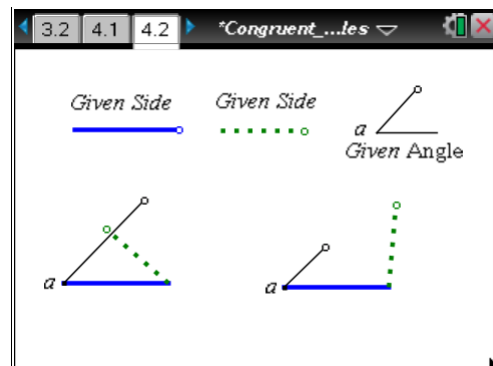 3.2 4.1 4.2 *Congruent_...les
Given Side Given Side
a
Given Angle
a
a